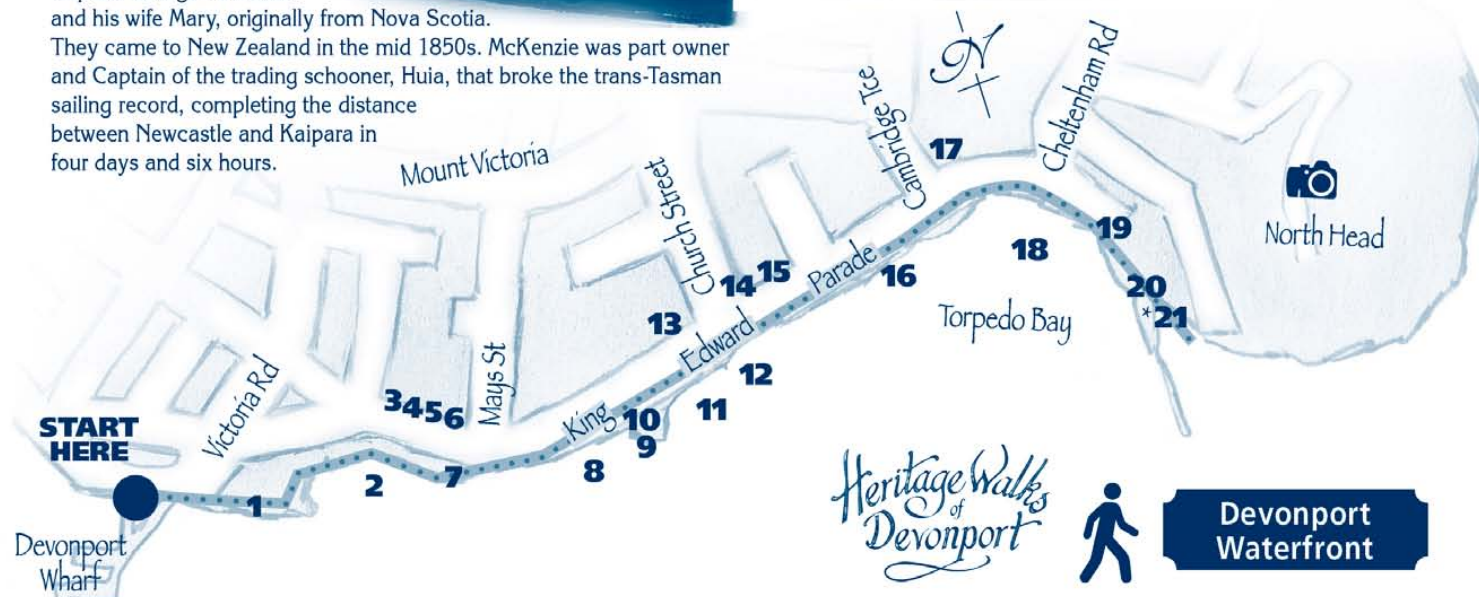 and his wife Mary, originally from Nova Scotia.
They came to New Zealand in the mid 1850s. McKenzie was part owner
and Captain of the trading schooner, Huia, that broke the trans-Tasman
sailing record, completing the distance
between Newcastle and Kaipara in
four days and six hours.
N
Mount Victoria
Church Street
Cambridge Tce
17
Cheltenham Rd
North Head
19
18
14
15
Parade
16
20
*21
Torpedo Bay
13
Edward
12
Victoria Rd
Mays St
3
4
5
6
King
10
11
9
START
HERE
7
8
2
1
Devonport
Wharf
Heritage Walks
of
Devonport
Devonport
Waterfront